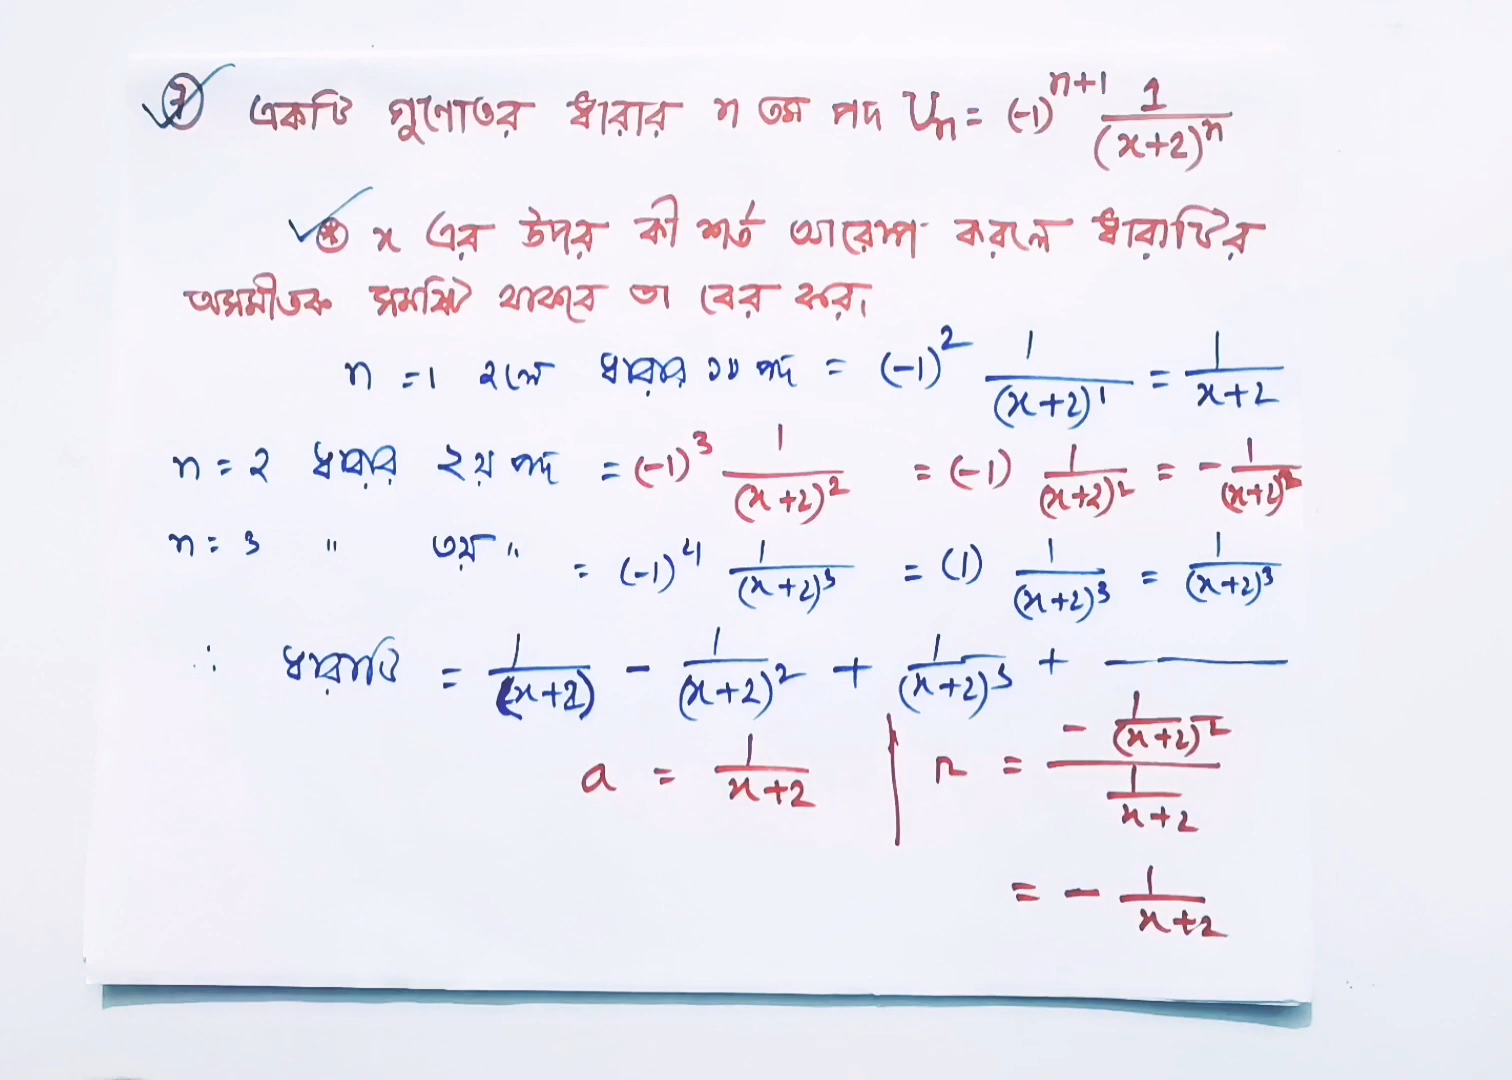 ৭ একটি গুণোত্তর ধারার n তম পদ Uₙ = (-1)ⁿ⁺¹ 1/(x+2)ⁿ
* x এর উপর কী শর্ত আরোপ করলে ধারাটির
অসমীতক সমষ্টি থাকবে তা বের কর।
n = 1 হলে ধারার ১ম পদ = (-1)² 1/(x+2)¹ = 1/x+2
n = 2 ধারার ২য় পদ = (-1)³ 1/(x+2)² = (-1) 1/(x+2)² = - 1/(x+2)²
n = 3 " ৩য় " = (-1)⁴ 1/(x+2)³ = (1) 1/(x+2)³ = 1/(x+2)³
∴ ধারাটি = 1/(x+2) - 1/(x+2)² + 1/(x+2)³ + ———
a = 1/x+2 | r = - 1/(x+2)² / 1/x+2
= - 1/x+2